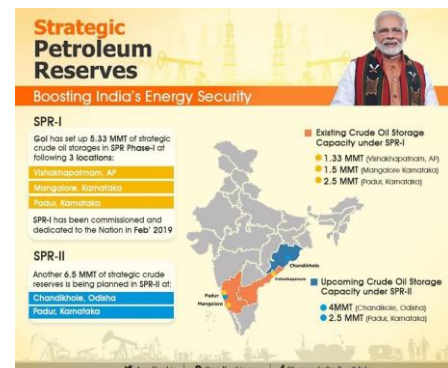 Strategic
Petroleum
Reserves
Boosting India's Energy Security
SPR-I
GoI has set up 5.33 MMT of strategic
crude oil storages in SPR Phase-I at
following 3 locations:
Vishakhapatnam, AP
Mangalore, Karnataka
Padur, Karnataka
SPR-I has been commissioned and
dedicated to the Nation in Feb' 2019
SPR-II
Another 6.5 MMT of strategic crude
reserves is being planned in SPR-II at:
Chandikhole, Odisha
Padur, Karnataka
Existing Crude Oil Storage
Capacity under SPR-I
1.33 MMT (Vishakhapatnam, AP)
1.5 MMT (Mangalore Karnataka)
2.5 MMT (Padur, Karnataka)
Chandikhole
Vishakhapatnam
Padur
Mangalore
Upcoming Crude Oil Storage
Capacity under SPR-II
4MMT (Chandikhole, Odisha)
2.5 MMT (Padur, Karnataka)